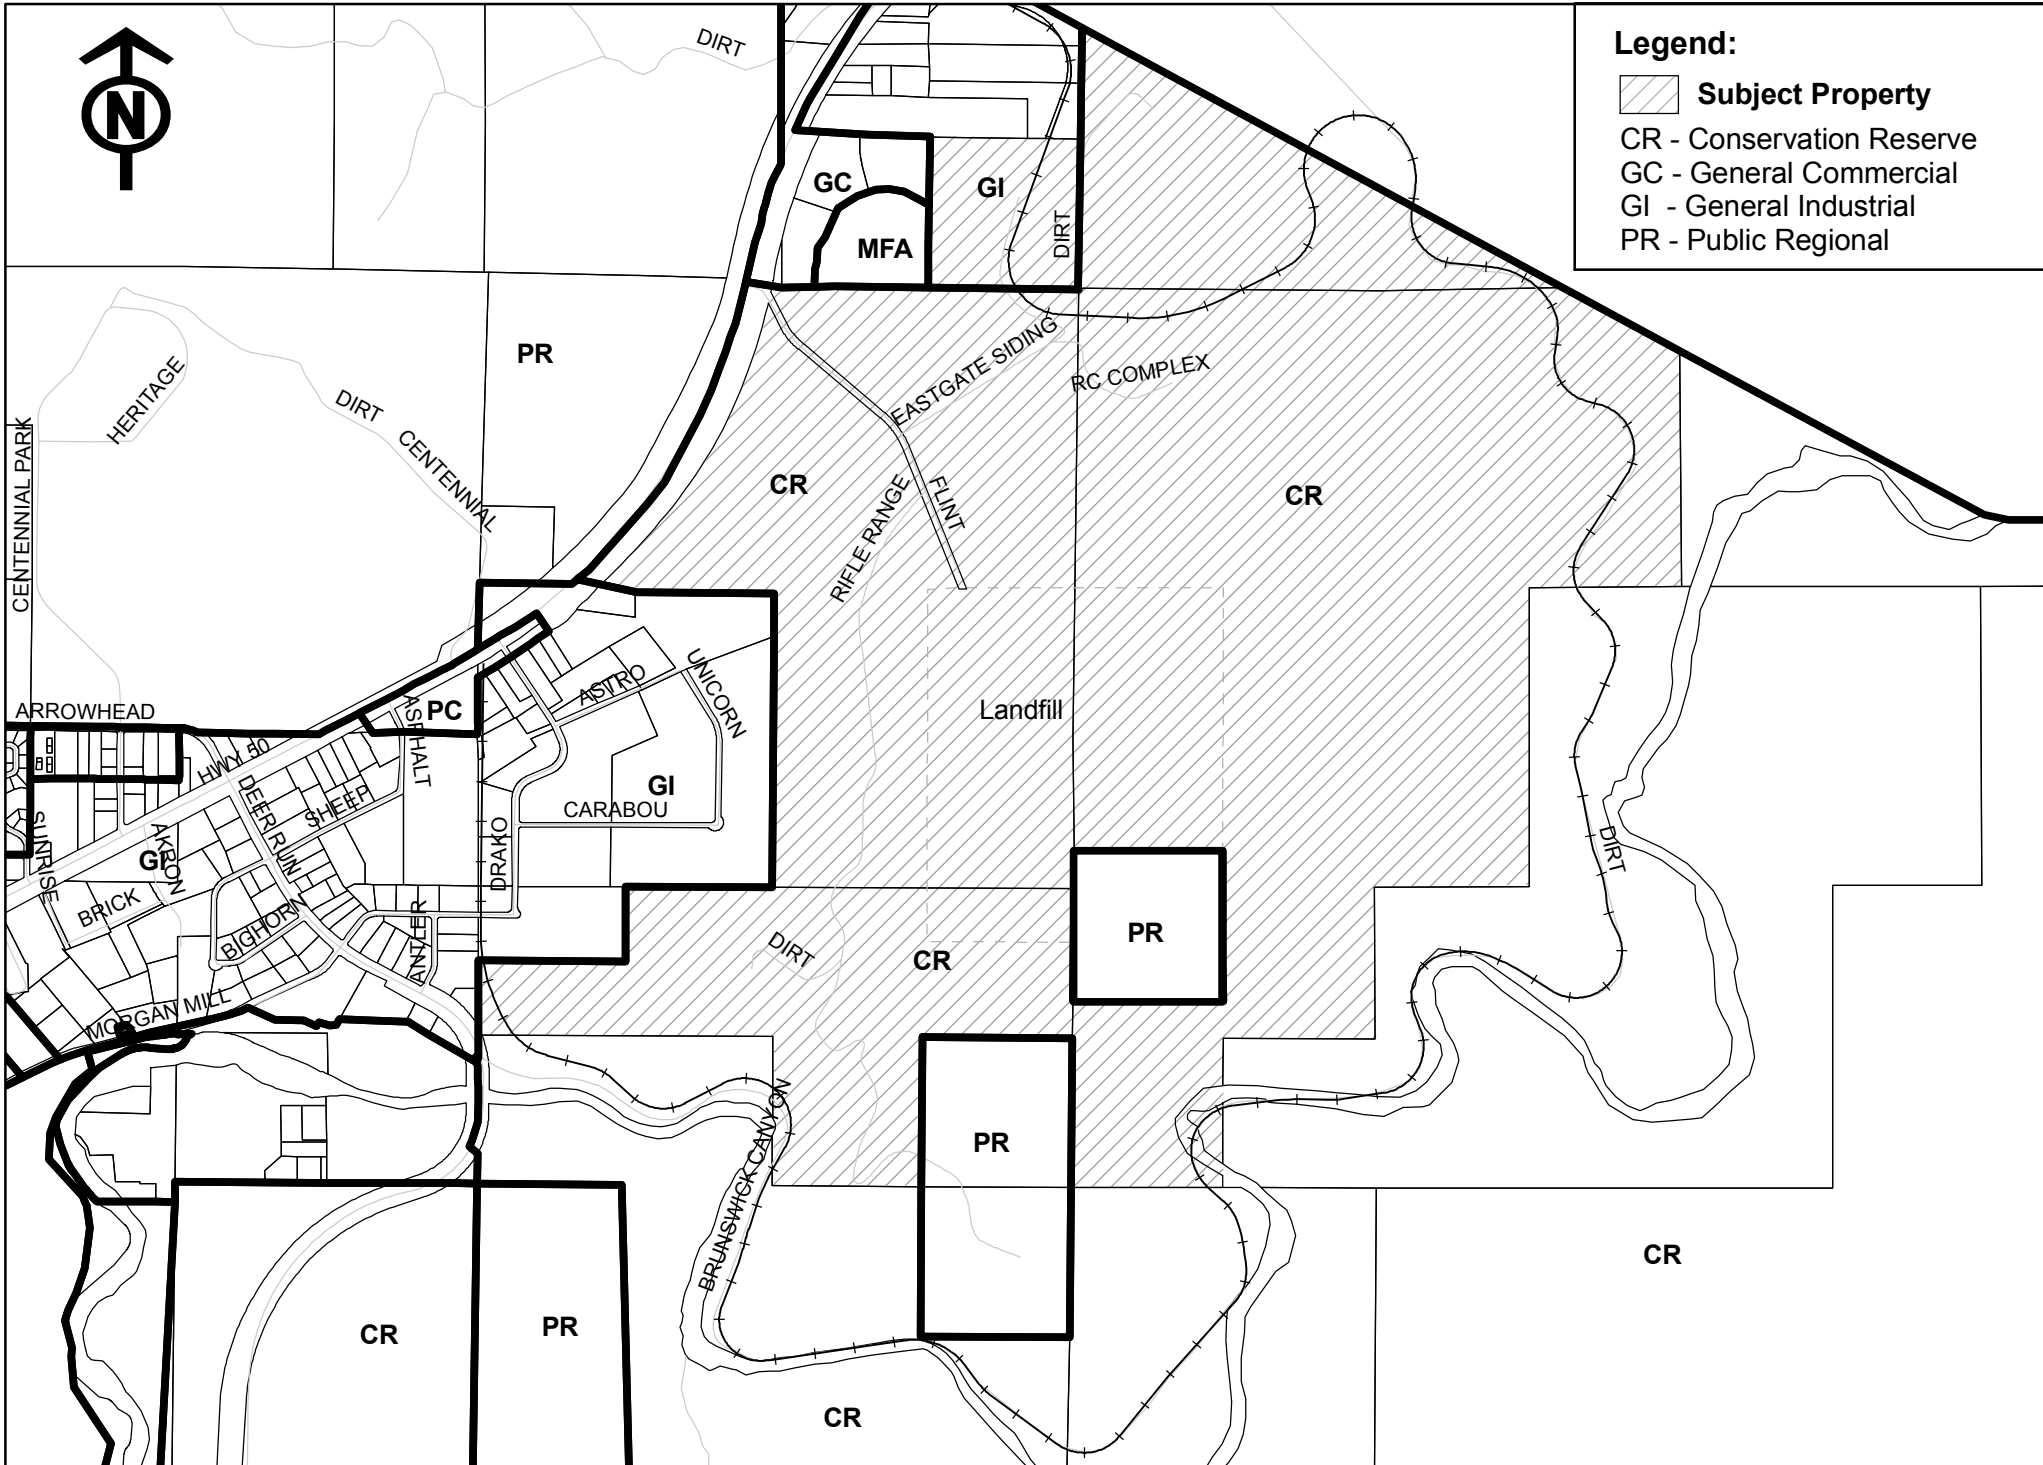 N
Legend:
Subject Property
CR - Conservation Reserve
GC - General Commercial
GI - General Industrial
PR - Public Regional
DIRT
GC
GI
MFA
DIRT
PR
HERITAGE
DIRT
CENTENNIAL
CENTENNIAL PARK
EASTGATE SIDING
RC COMPLEX
CR
CR
RIFLE RANGE
FLINT
ARROWHEAD
PC
ASPHALT
ASTRO
UNICORN
Landfill
HWY 50
DEER RUN
SHEEP
GI
CARABOU
DRAKO
SUNRISE
GI
AKRON
BRICK
BIGHORN
ANTLER
DIRT
DIRT
CR
PR
MORGAN MILL
BRUNSWICK CANYON
PR
CR
PR
CR
CR